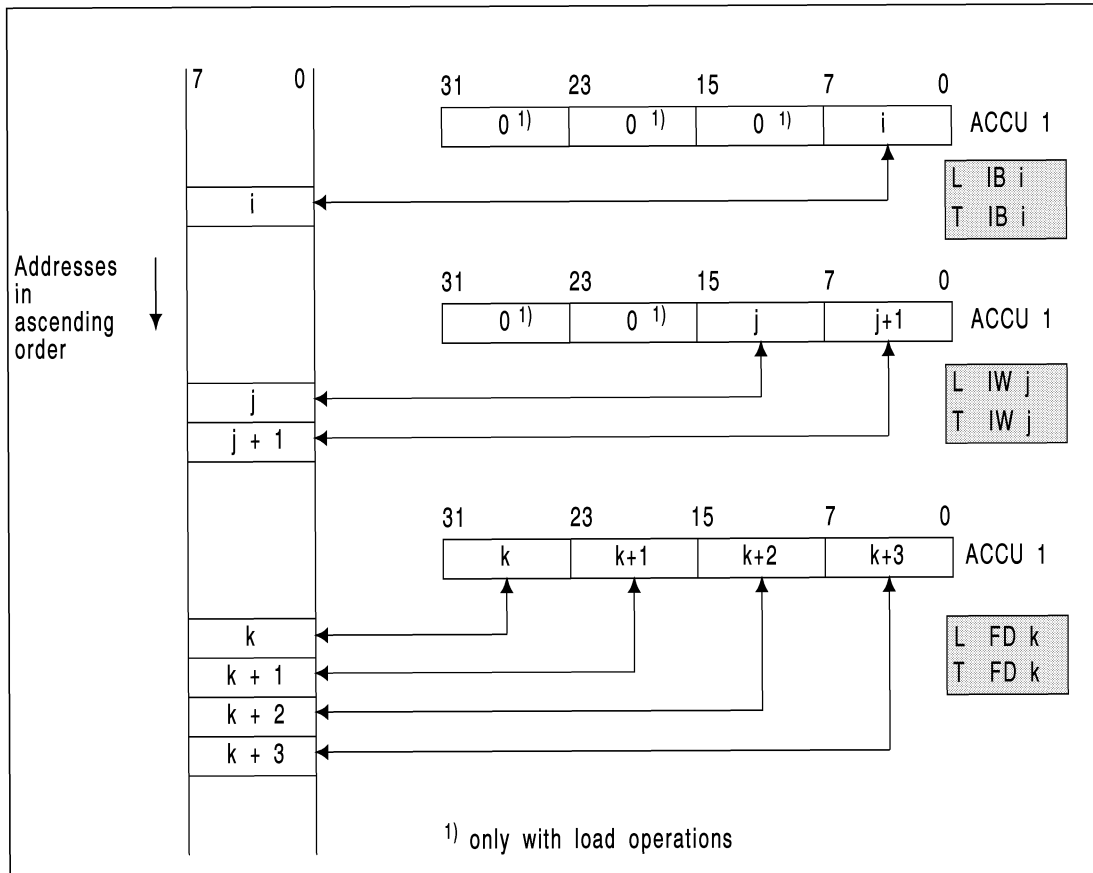 7 0
i
Addresses
in
ascending
order
j
j + 1
k
k + 1
k + 2
k + 3
31 23 15 7 0
0 1) 0 1) 0 1) i ACCU 1
L IB i
T IB i
31 23 15 7 0
0 1) 0 1) j j+1 ACCU 1
L IW j
T IW j
31 23 15 7 0
k k+1 k+2 k+3 ACCU 1
L FD k
T FD k
1) only with load operations